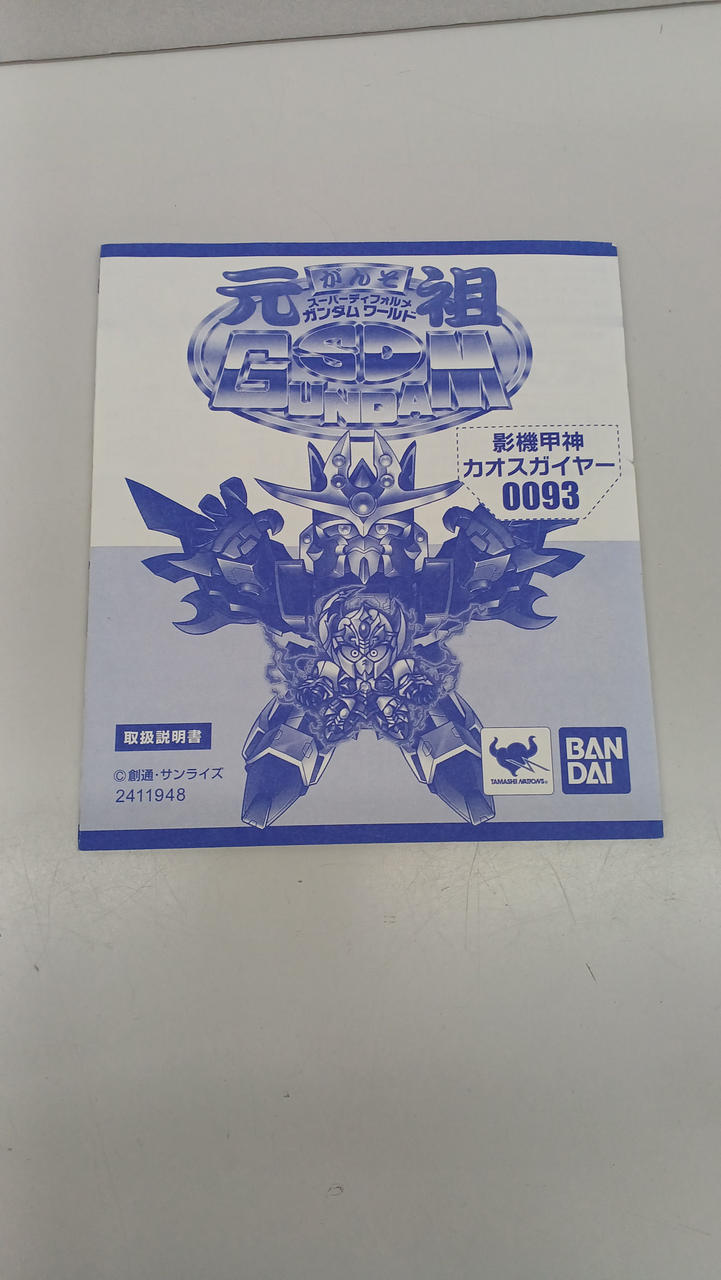 元祖
がんそ
スーパーディフォルメ
ガンダム ワールド
SD
GUNDAM
影機甲神
カオスガイヤー
0093
取扱説明書
©創通・サンライズ
2411948
TAMASHII NATIONS®
BAN
DAI